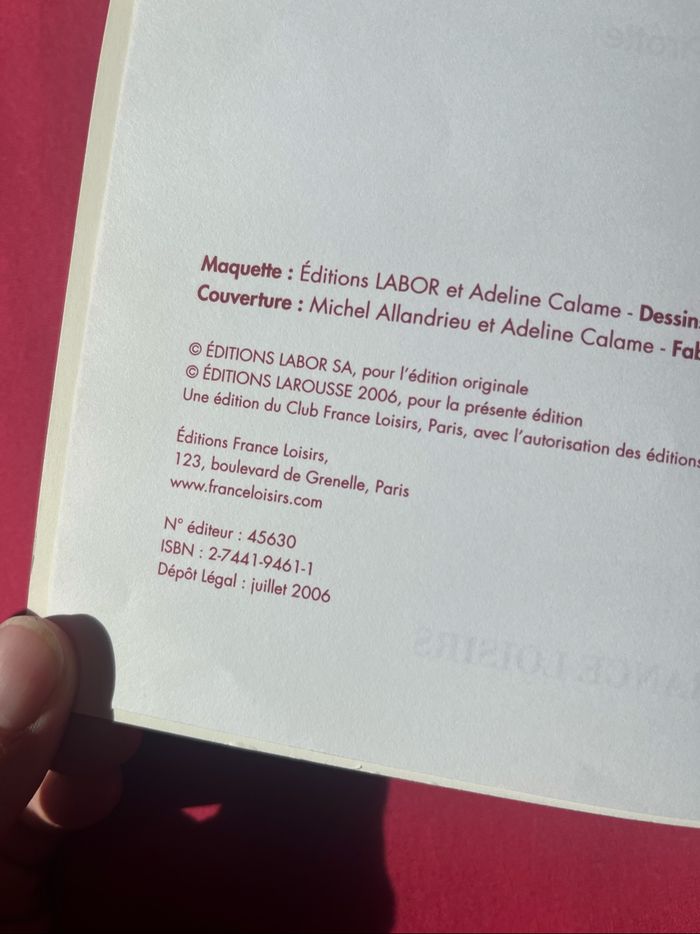 Maquette : Éditions LABOR et Adeline Calame - Dessin
Couverture : Michel Allandrieu et Adeline Calame - Fab
© ÉDITIONS LABOR SA, pour l'édition originale
© ÉDITIONS LAROUSSE 2006, pour la présente édition
Une édition du Club France Loisirs, Paris, avec l'autorisation des éditions
Éditions France Loisirs,
123, boulevard de Grenelle, Paris
www.franceloisirs.com
N° éditeur : 45630
ISBN : 2-7441-9461-1
Dépôt Légal : juillet 2006